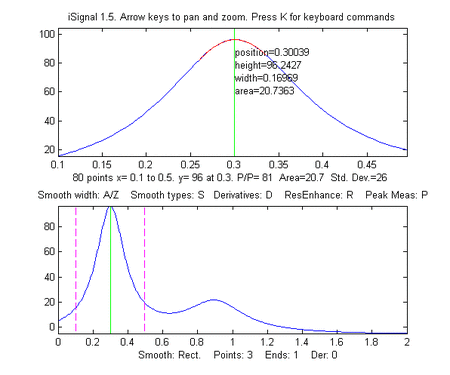 iSignal 1.5. Arrow keys to pan and zoom. Press K for keyboard commands
100
80
60
40
20
position=0.30039
height=96.2427
width=0.16969
area=20.7363
0.1 0.15 0.2 0.25 0.3 0.35 0.4 0.45
80 points x= 0.1 to 0.5. y= 96 at 0.3. P/P= 81 Area=20.7 Std. Dev.=26
Smooth width: A/Z Smooth types: S Derivatives: D ResEnhance: R Peak Meas: P
80
60
40
20
0
0 0.2 0.4 0.6 0.8 1 1.2 1.4 1.6 1.8 2
Smooth: Rect. Points: 3 Ends: 1 Der: 0